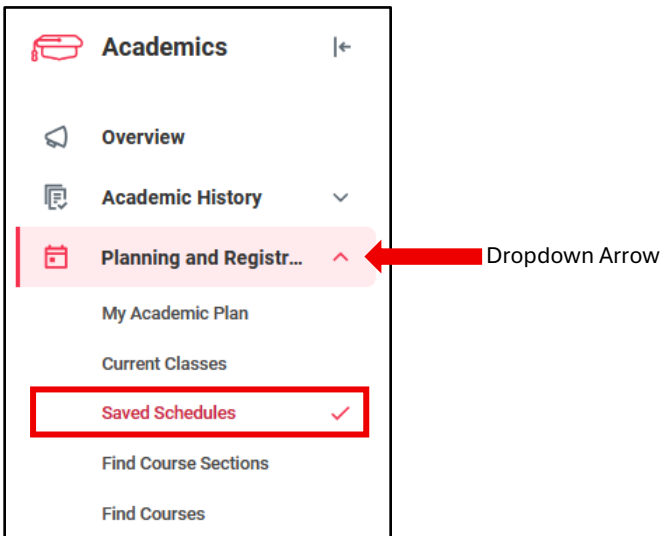 Academics
Overview
Academic History
Planning and Registr...
Dropdown Arrow
My Academic Plan
Current Classes
Saved Schedules
Find Course Sections
Find Courses